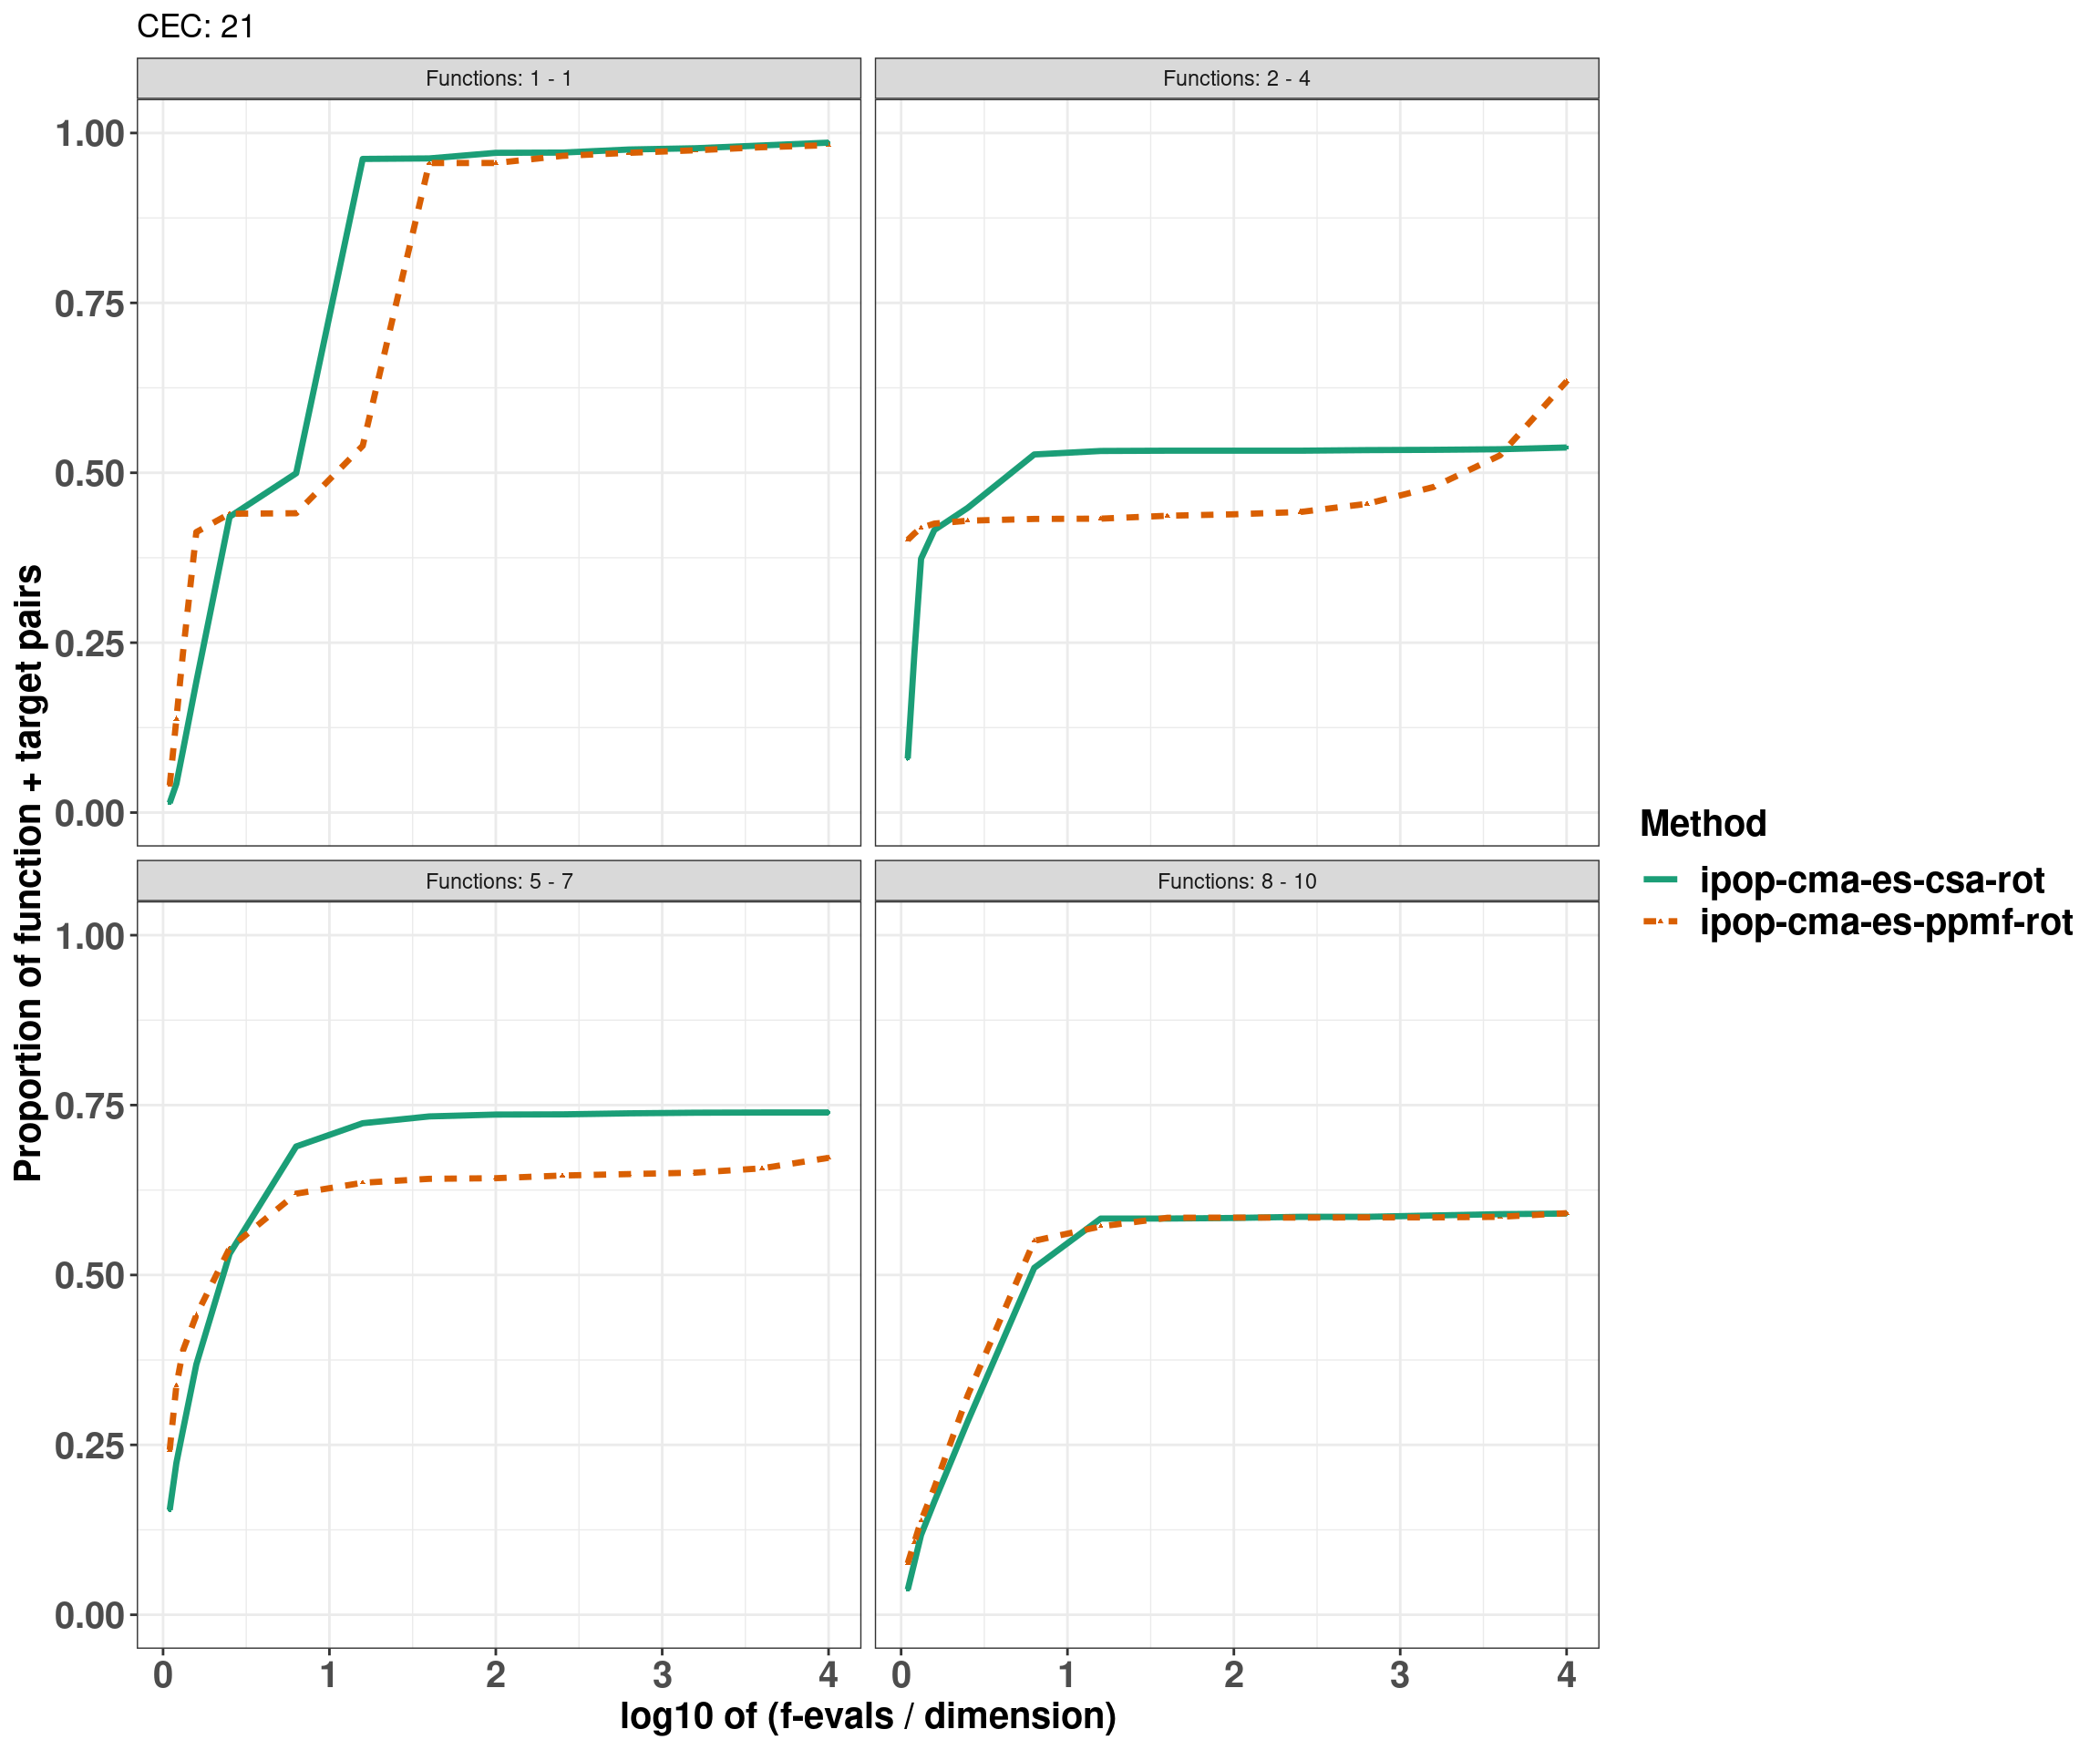 CEC: 21
Functions: 1 - 1
Functions: 2 - 4
1.00
0.75
0.50
0.25
0.00
Functions: 5 - 7
Functions: 8 - 10
1.00
0.75
0.50
0.25
0.00
0 1 2 3 4
0 1 2 3 4
log10 of (f-evals / dimension)
Proportion of function + target pairs
Method
ipop-cma-es-csa-rot
ipop-cma-es-ppmf-rot